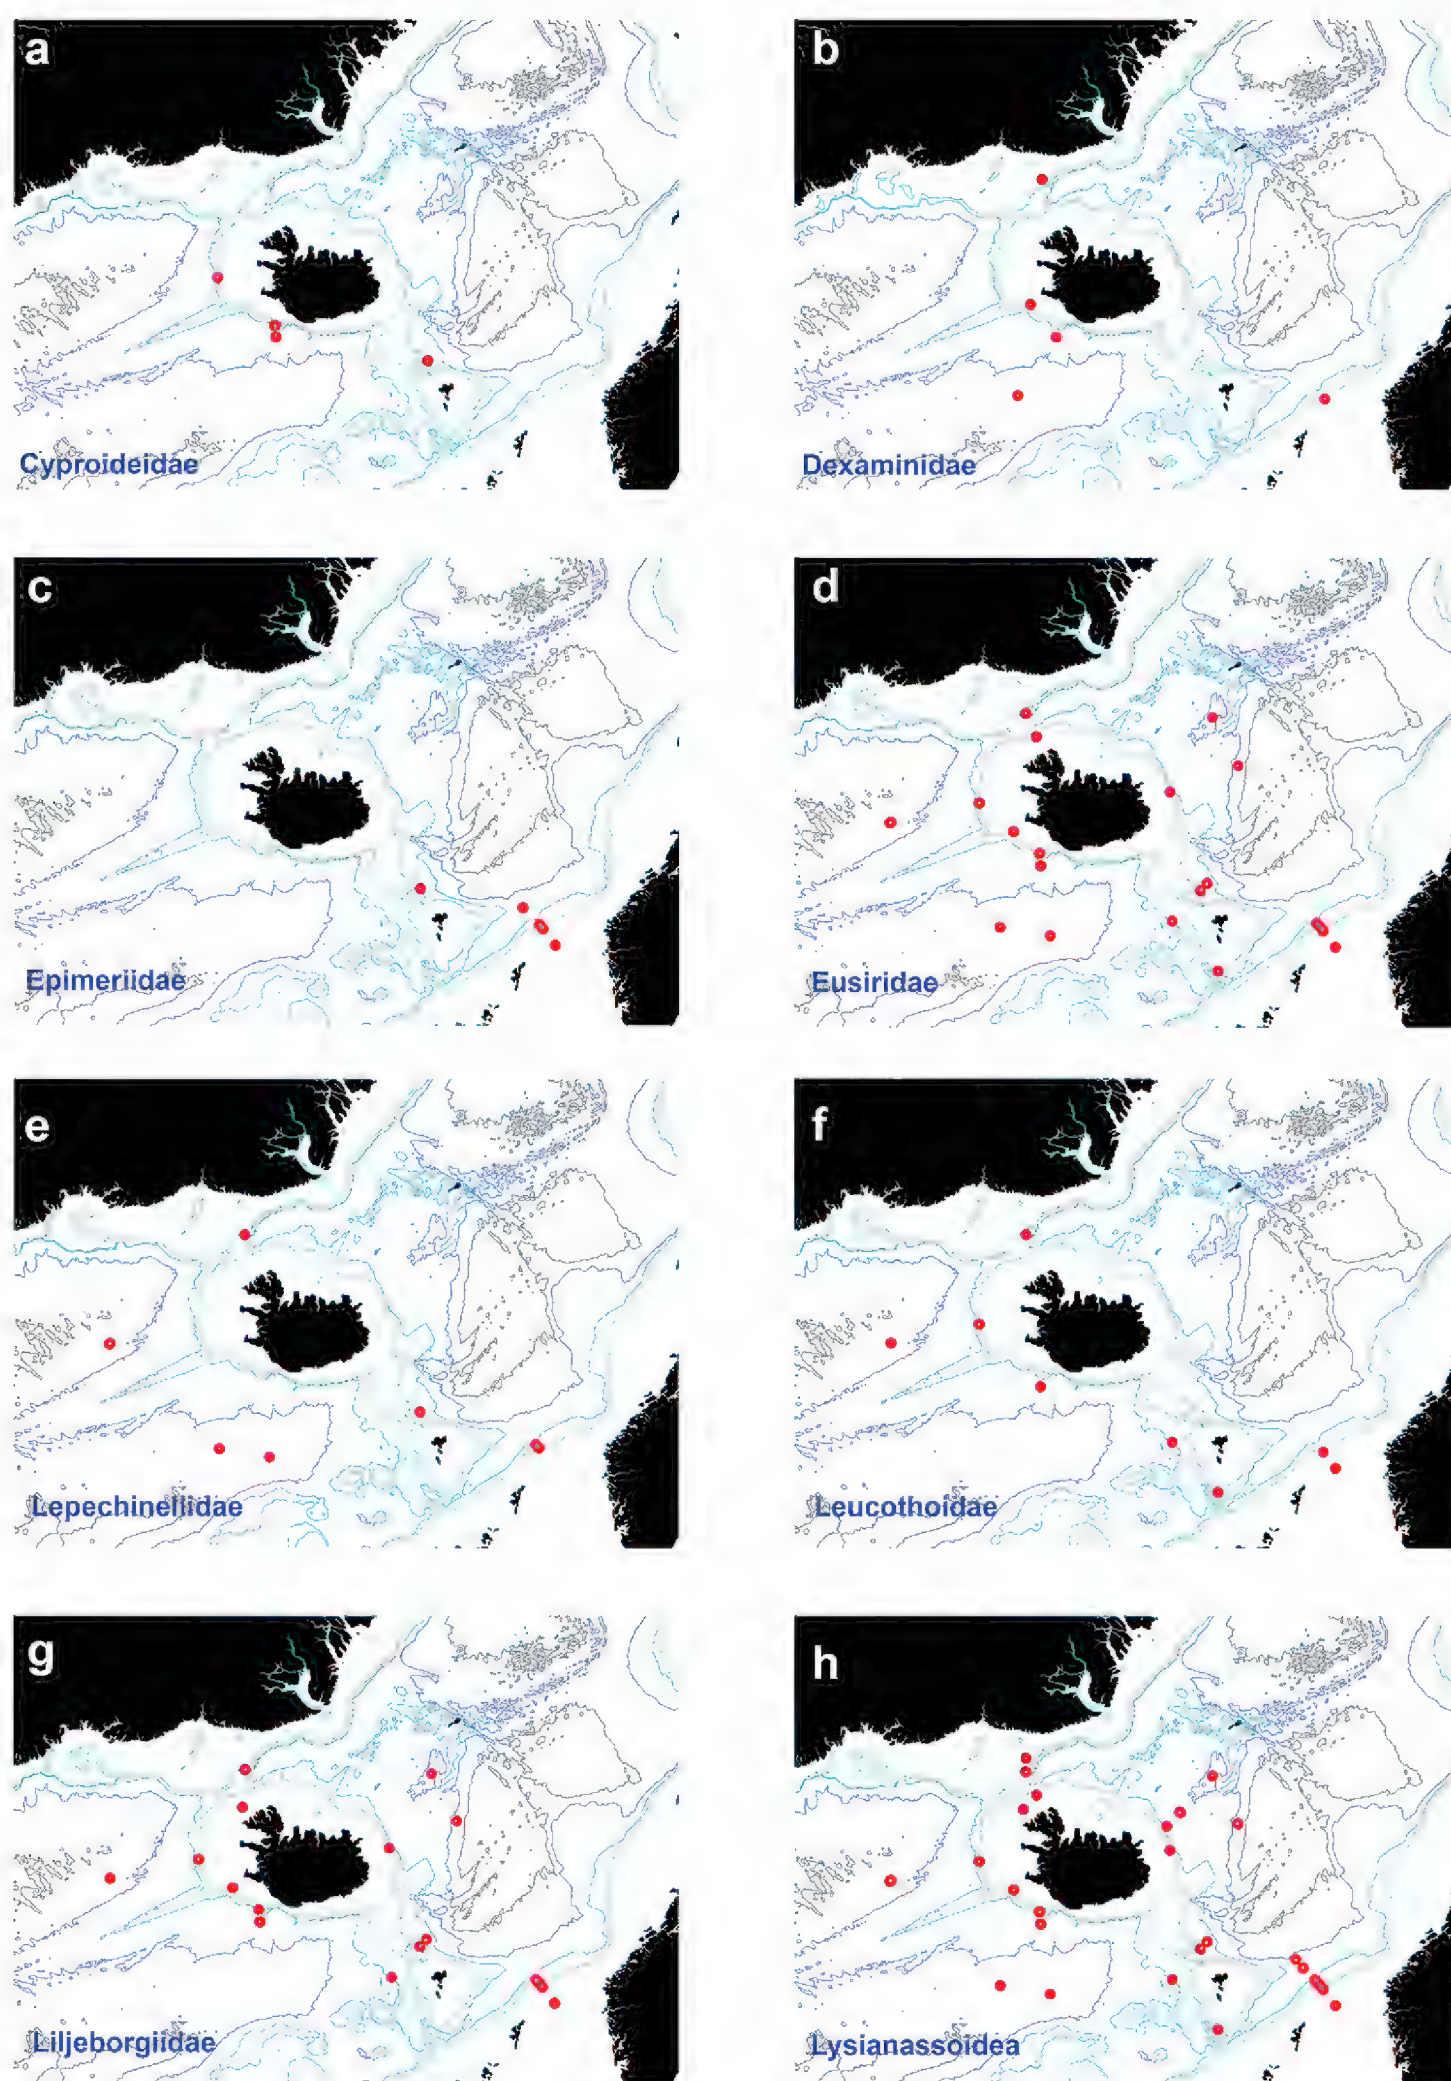 a
b
Cyproideidae
Dexaminidae
c
d
Epimeriidae
Eusiridae
e
f
Lepechinellidae
Leucothoidae
g
h
Liljeborgiidae
Lysianassoidea